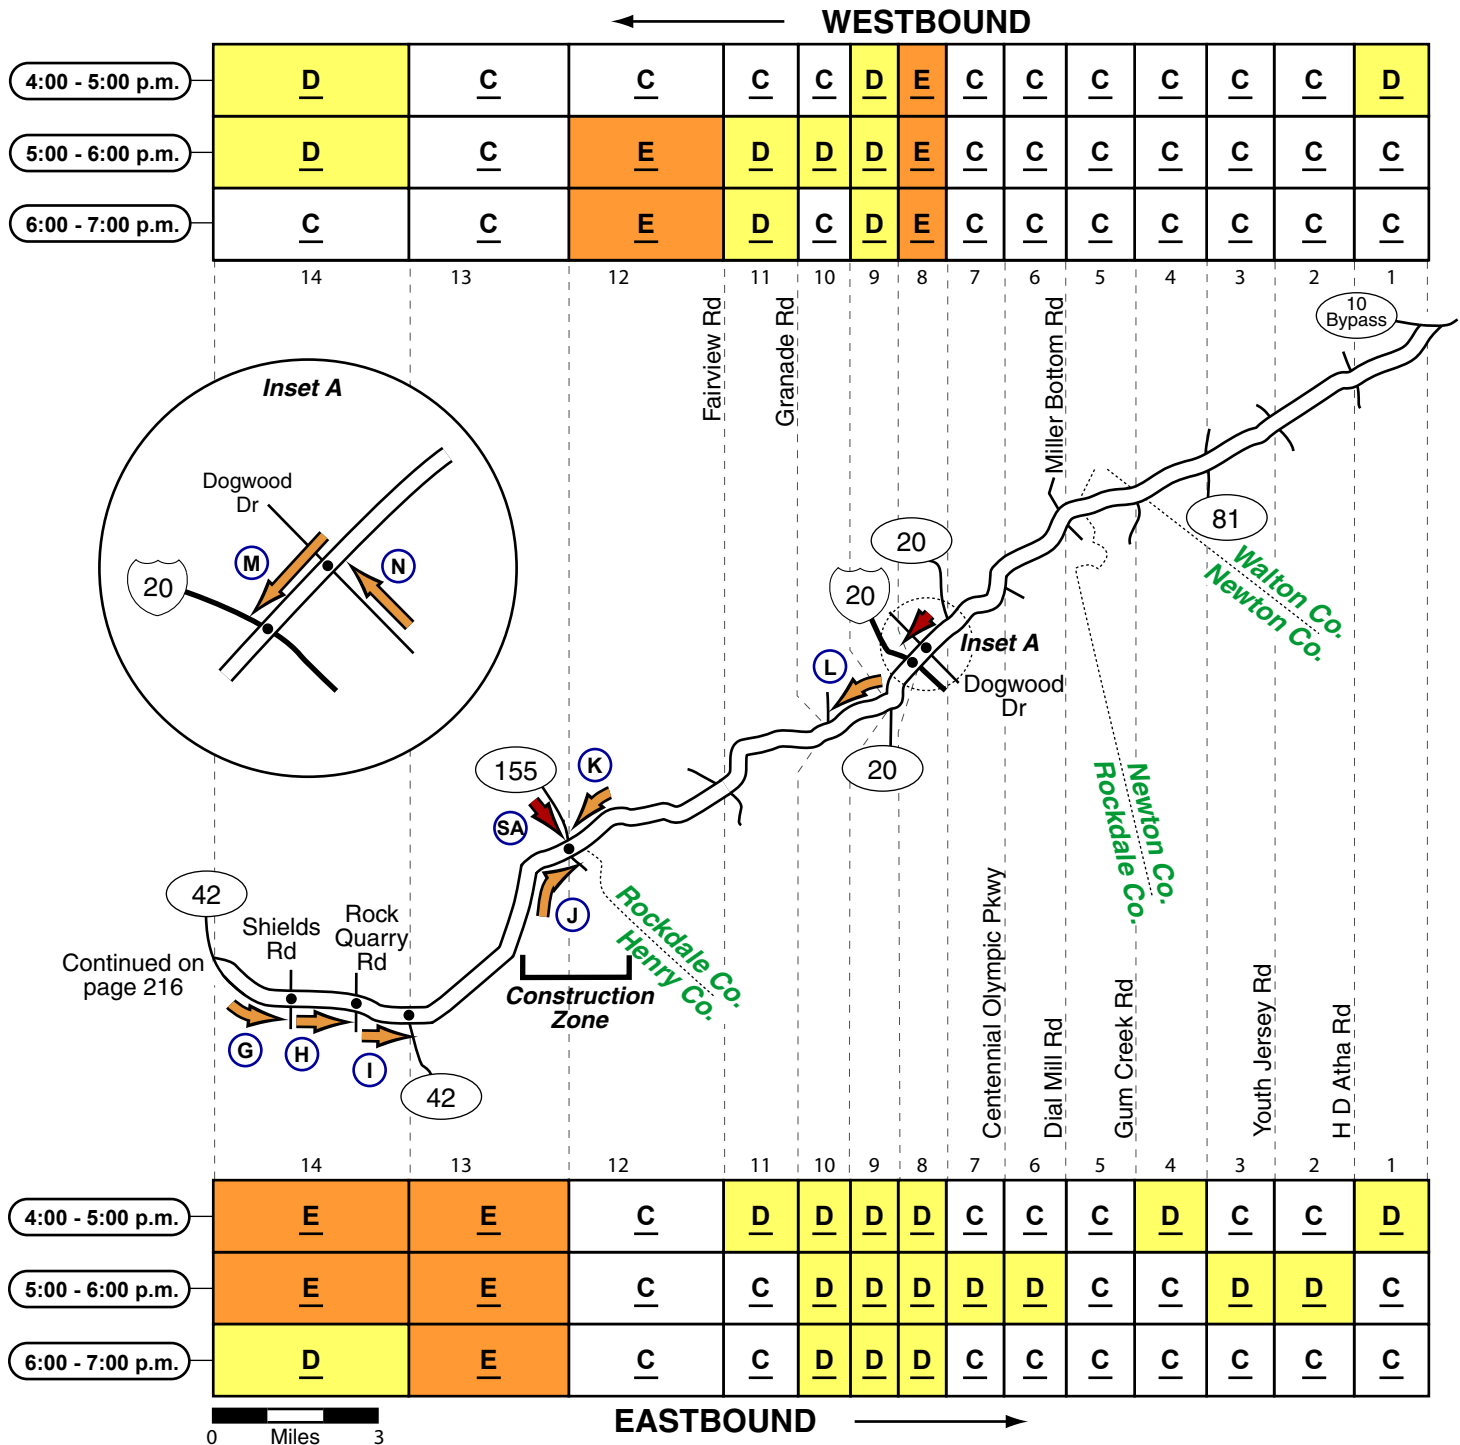 WESTBOUND
4:00 - 5:00 p.m. D C C C C D E C C C C C C D
5:00 - 6:00 p.m. D C E D D D E C C C C C C C
6:00 - 7:00 p.m. C C E D C D E C C C C C C C
14 13 12 11 10 9 8 7 6 5 4 3 2 1
Fairview Rd
Granade Rd
Miller Bottom Rd
10
Bypass
Inset A
Dogwood
Dr
M
N
20
81
20
20
Walton Co.
Newton Co.
Inset A
L
Dogwood
Dr
20
155
K
SA
Newton Co.
Rockdale Co.
J
42
Shields
Rd
Rock
Quarry
Rd
Rockdale Co.
Henry Co.
Continued on
page 216
Construction
Zone
G
H
I
42
Centennial Olympic Pkwy
Dial Mill Rd
Gum Creek Rd
Youth Jersey Rd
H D Atha Rd
14 13 12 11 10 9 8 7 6 5 4 3 2 1
4:00 - 5:00 p.m. E E C D D D D C C C D C C D
5:00 - 6:00 p.m. E E C C D D D D D C C D D C
6:00 - 7:00 p.m. D E C C D D D C C C C C C C
0 Miles 3
EASTBOUND